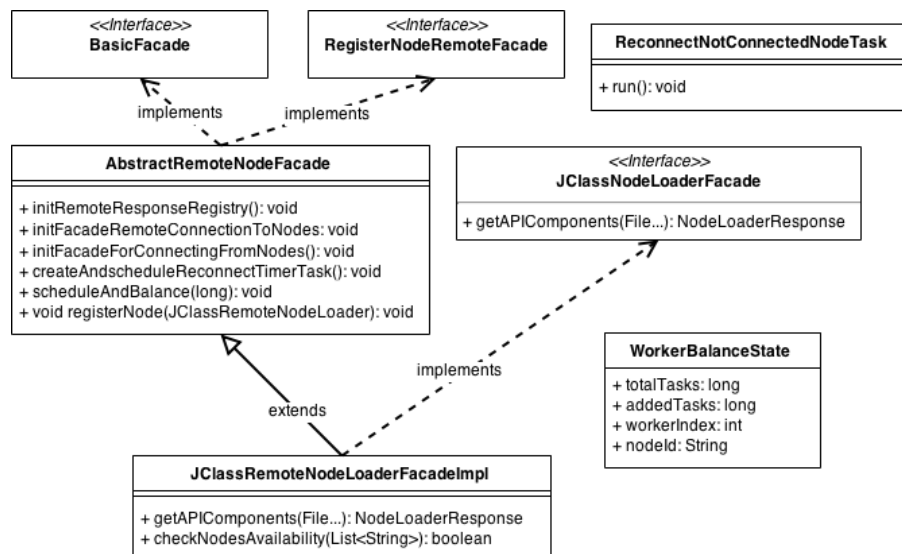 <<Interface>>
BasicFacade
<<Interface>>
RegisterNodeRemoteFacade
ReconnectNotConnectedNodeTask
+ run(): void
implements
implements
AbstractRemoteNodeFacade
+ initRemoteResponseRegistry(): void
+ initFacadeRemoteConnectionToNodes: void
+ initFacadeForConnectingFromNodes(): void
+ createAndscheduleReconnectTimerTask(): void
+ scheduleAndBalance(long): void
+ void registerNode(JClassRemoteNodeLoader): void
<<Interface>>
JClassNodeLoaderFacade
+ getAPIComponents(File...): NodeLoaderResponse
WorkerBalanceState
+ totalTasks: long
+ addedTasks: long
+ workerIndex: int
+ nodeId: String
implements
extends
JClassRemoteNodeLoaderFacadeImpl
+ getAPIComponents(File...): NodeLoaderResponse
+ checkNodesAvailability(List<String>): boolean